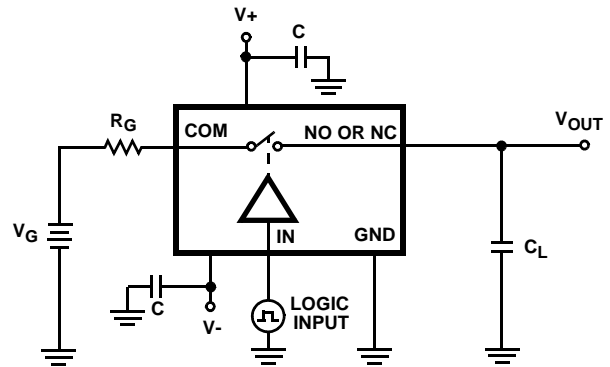 V+
C
RG
COM
NO OR NC
VOUT
VG
IN
GND
CL
C
V-
LOGIC
INPUT